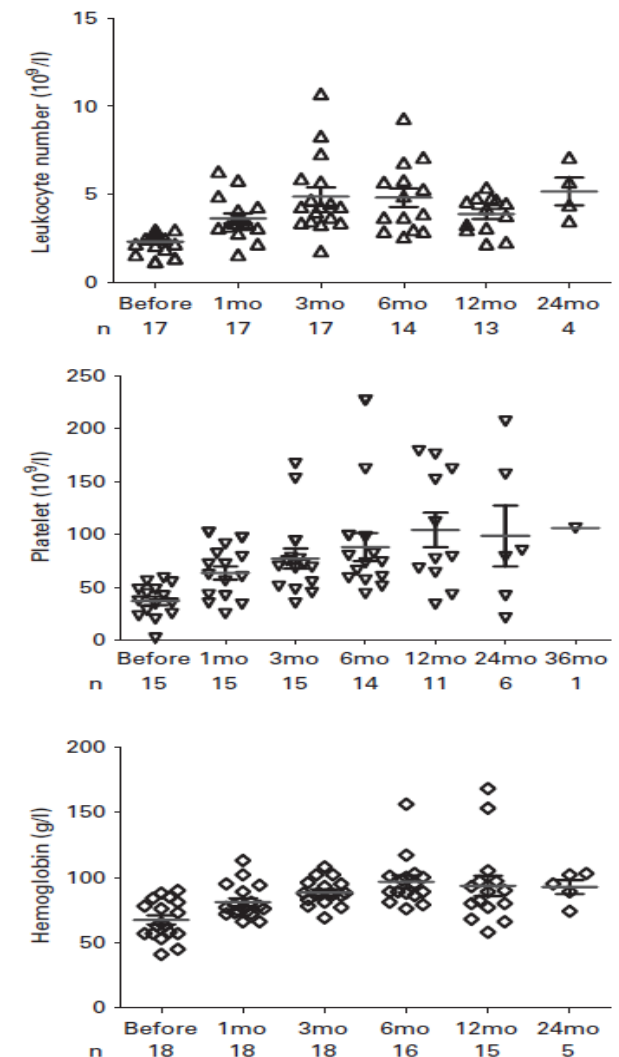 Leukocyte number (10⁹/l)
15
10
5
0
Before 1mo 3mo 6mo 12mo 24mo
n 17 17 17 14 13 4
Platelet (10⁹/l)
250
200
150
100
50
0
Before 1mo 3mo 6mo 12mo 24mo 36mo
n 15 15 15 14 11 6 1
Hemoglobin (g/l)
200
150
100
50
0
Before 1mo 3mo 6mo 12mo 24mo
n 18 18 18 16 15 5